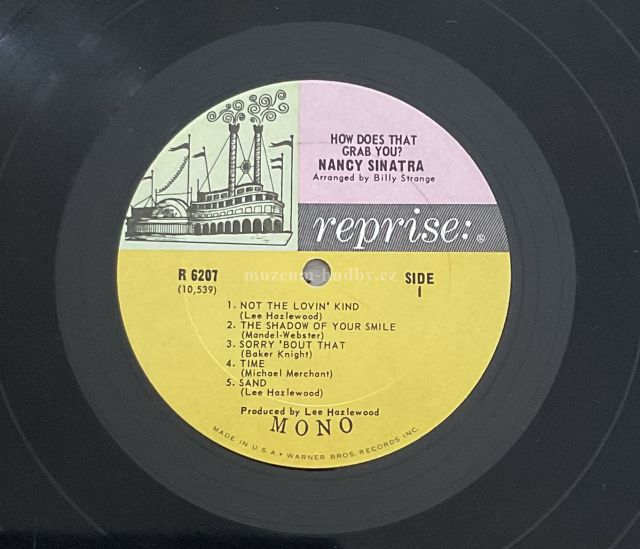 HOW DOES THAT
GRAB YOU?
NANCY SINATRA
Arranged by Billy Strange
reprise:
R 6207
(10,539)
muzeum-hudby.cz
SIDE
1
1. NOT THE LOVIN' KIND
(Lee Hazlewood)
2. THE SHADOW OF YOUR SMILE
(Mandel-Webster)
3. SORRY 'BOUT THAT
(Baker Knight)
4. TIME
(Michael Merchant)
5. SAND
(Lee Hazlewood)
Produced by Lee Hazlewood
MONO
MADE IN U.S.A. • WARNER BROS. RECORDS, INC.